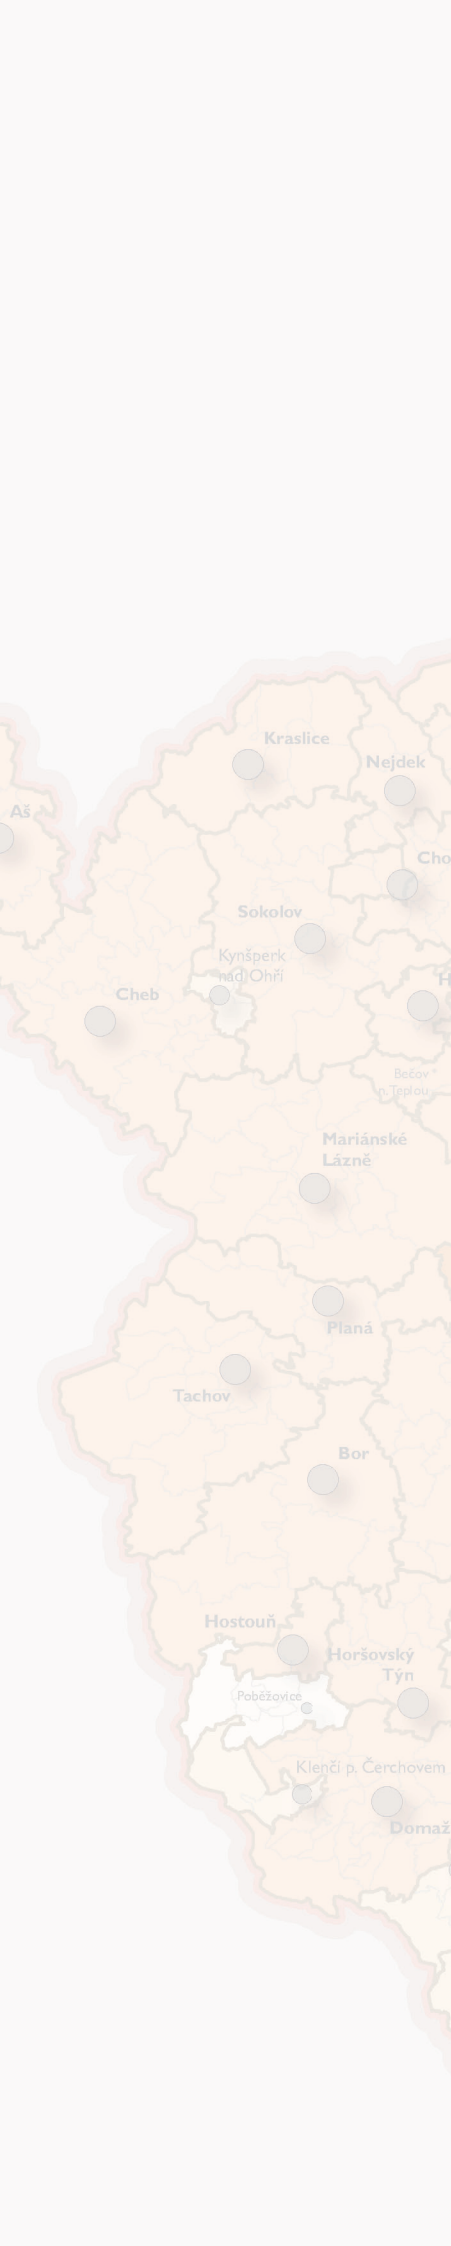 Kraslice
Nejdek
Aš
Cho
Sokolov
Kynšperk
nad Ohří
Cheb
H
Bečov
n. Teplou
Mariánské
Lázně
Planá
Tachov
Bor
Hostouň
Horšovský
Týn
Poběžovice
Klenčí p. Čerchovem
Domaž